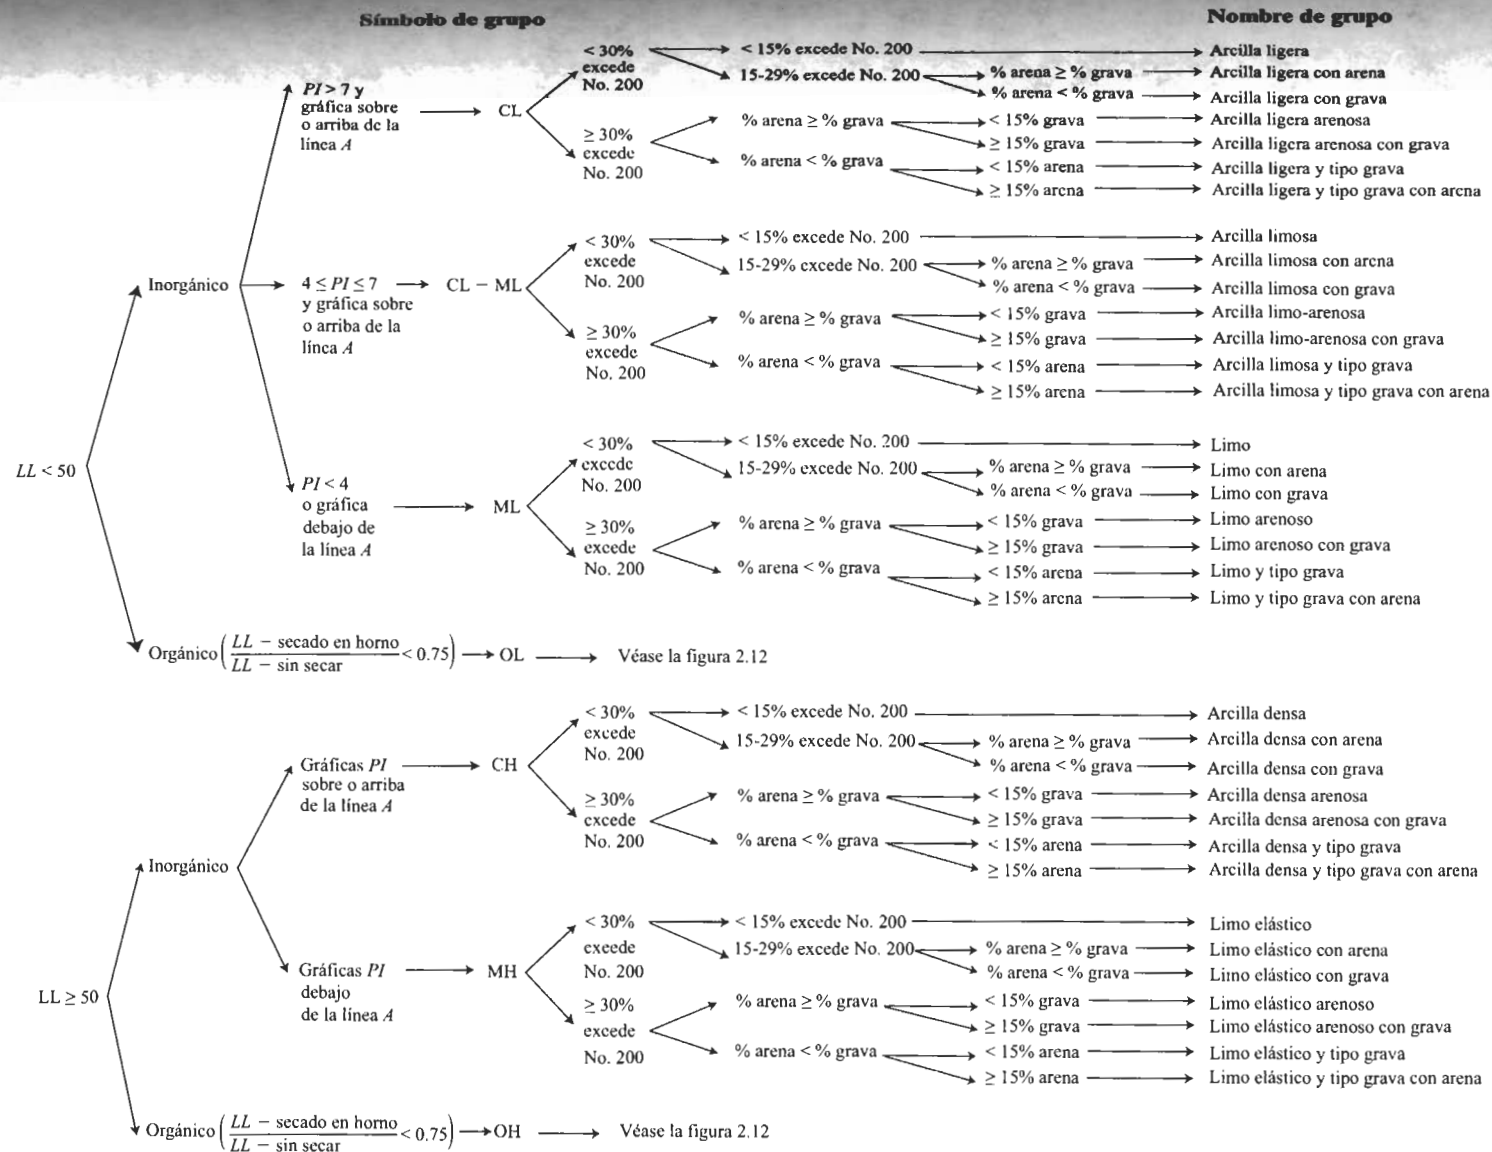 Símbolo de grupo
Nombre de grupo
LL < 50
Inorgánico
PI > 7 y
gráfica sobre
o arriba de la
línea A
CL
< 30%
excede
No. 200
< 15% excede No. 200
Arcilla ligera
15-29% excede No. 200
% arena ≥ % grava
Arcilla ligera con arena
% arena < % grava
Arcilla ligera con grava
≥ 30%
excede
No. 200
% arena ≥ % grava
< 15% grava
Arcilla ligera arenosa
≥ 15% grava
Arcilla ligera arenosa con grava
% arena < % grava
< 15% arena
Arcilla ligera y tipo grava
≥ 15% arena
Arcilla ligera y tipo grava con arena
4 ≤ PI ≤ 7
y gráfica sobre
o arriba de la
línea A
CL – ML
< 30%
excede
No. 200
< 15% excede No. 200
Arcilla limosa
15-29% excede No. 200
% arena ≥ % grava
Arcilla limosa con arena
% arena < % grava
Arcilla limosa con grava
≥ 30%
excede
No. 200
% arena ≥ % grava
< 15% grava
Arcilla limo-arenosa
≥ 15% grava
Arcilla limo-arenosa con grava
% arena < % grava
< 15% arena
Arcilla limosa y tipo grava
≥ 15% arena
Arcilla limosa y tipo grava con arena
PI < 4
o gráfica
debajo de
la línea A
ML
< 30%
excede
No. 200
< 15% excede No. 200
Limo
15-29% excede No. 200
% arena ≥ % grava
Limo con arena
% arena < % grava
Limo con grava
≥ 30%
excede
No. 200
% arena ≥ % grava
< 15% grava
Limo arenoso
≥ 15% grava
Limo arenoso con grava
% arena < % grava
< 15% arena
Limo y tipo grava
≥ 15% arena
Limo y tipo grava con arena
Orgánico (LL – secado en horno / LL – sin secar < 0.75)
OL
Véase la figura 2.12
LL ≥ 50
Inorgánico
Gráficas PI
sobre o arriba
de la línea A
CH
< 30%
excede
No. 200
< 15% excede No. 200
Arcilla densa
15-29% excede No. 200
% arena ≥ % grava
Arcilla densa con arena
% arena < % grava
Arcilla densa con grava
≥ 30%
excede
No. 200
% arena ≥ % grava
< 15% grava
Arcilla densa arenosa
≥ 15% grava
Arcilla densa arenosa con grava
% arena < % grava
< 15% arena
Arcilla densa y tipo grava
≥ 15% arena
Arcilla densa y tipo grava con arena
Gráficas PI
debajo
de la línea A
MH
< 30%
excede
No. 200
< 15% excede No. 200
Limo elástico
15-29% excede No. 200
% arena ≥ % grava
Limo elástico con arena
% arena < % grava
Limo elástico con grava
≥ 30%
excede
No. 200
% arena ≥ % grava
< 15% grava
Limo elástico arenoso
≥ 15% grava
Limo elástico arenoso con grava
% arena < % grava
< 15% arena
Limo elástico y tipo grava
≥ 15% arena
Limo elástico y tipo grava con arena
Orgánico (LL – secado en horno / LL – sin secar < 0.75)
OH
Véase la figura 2.12